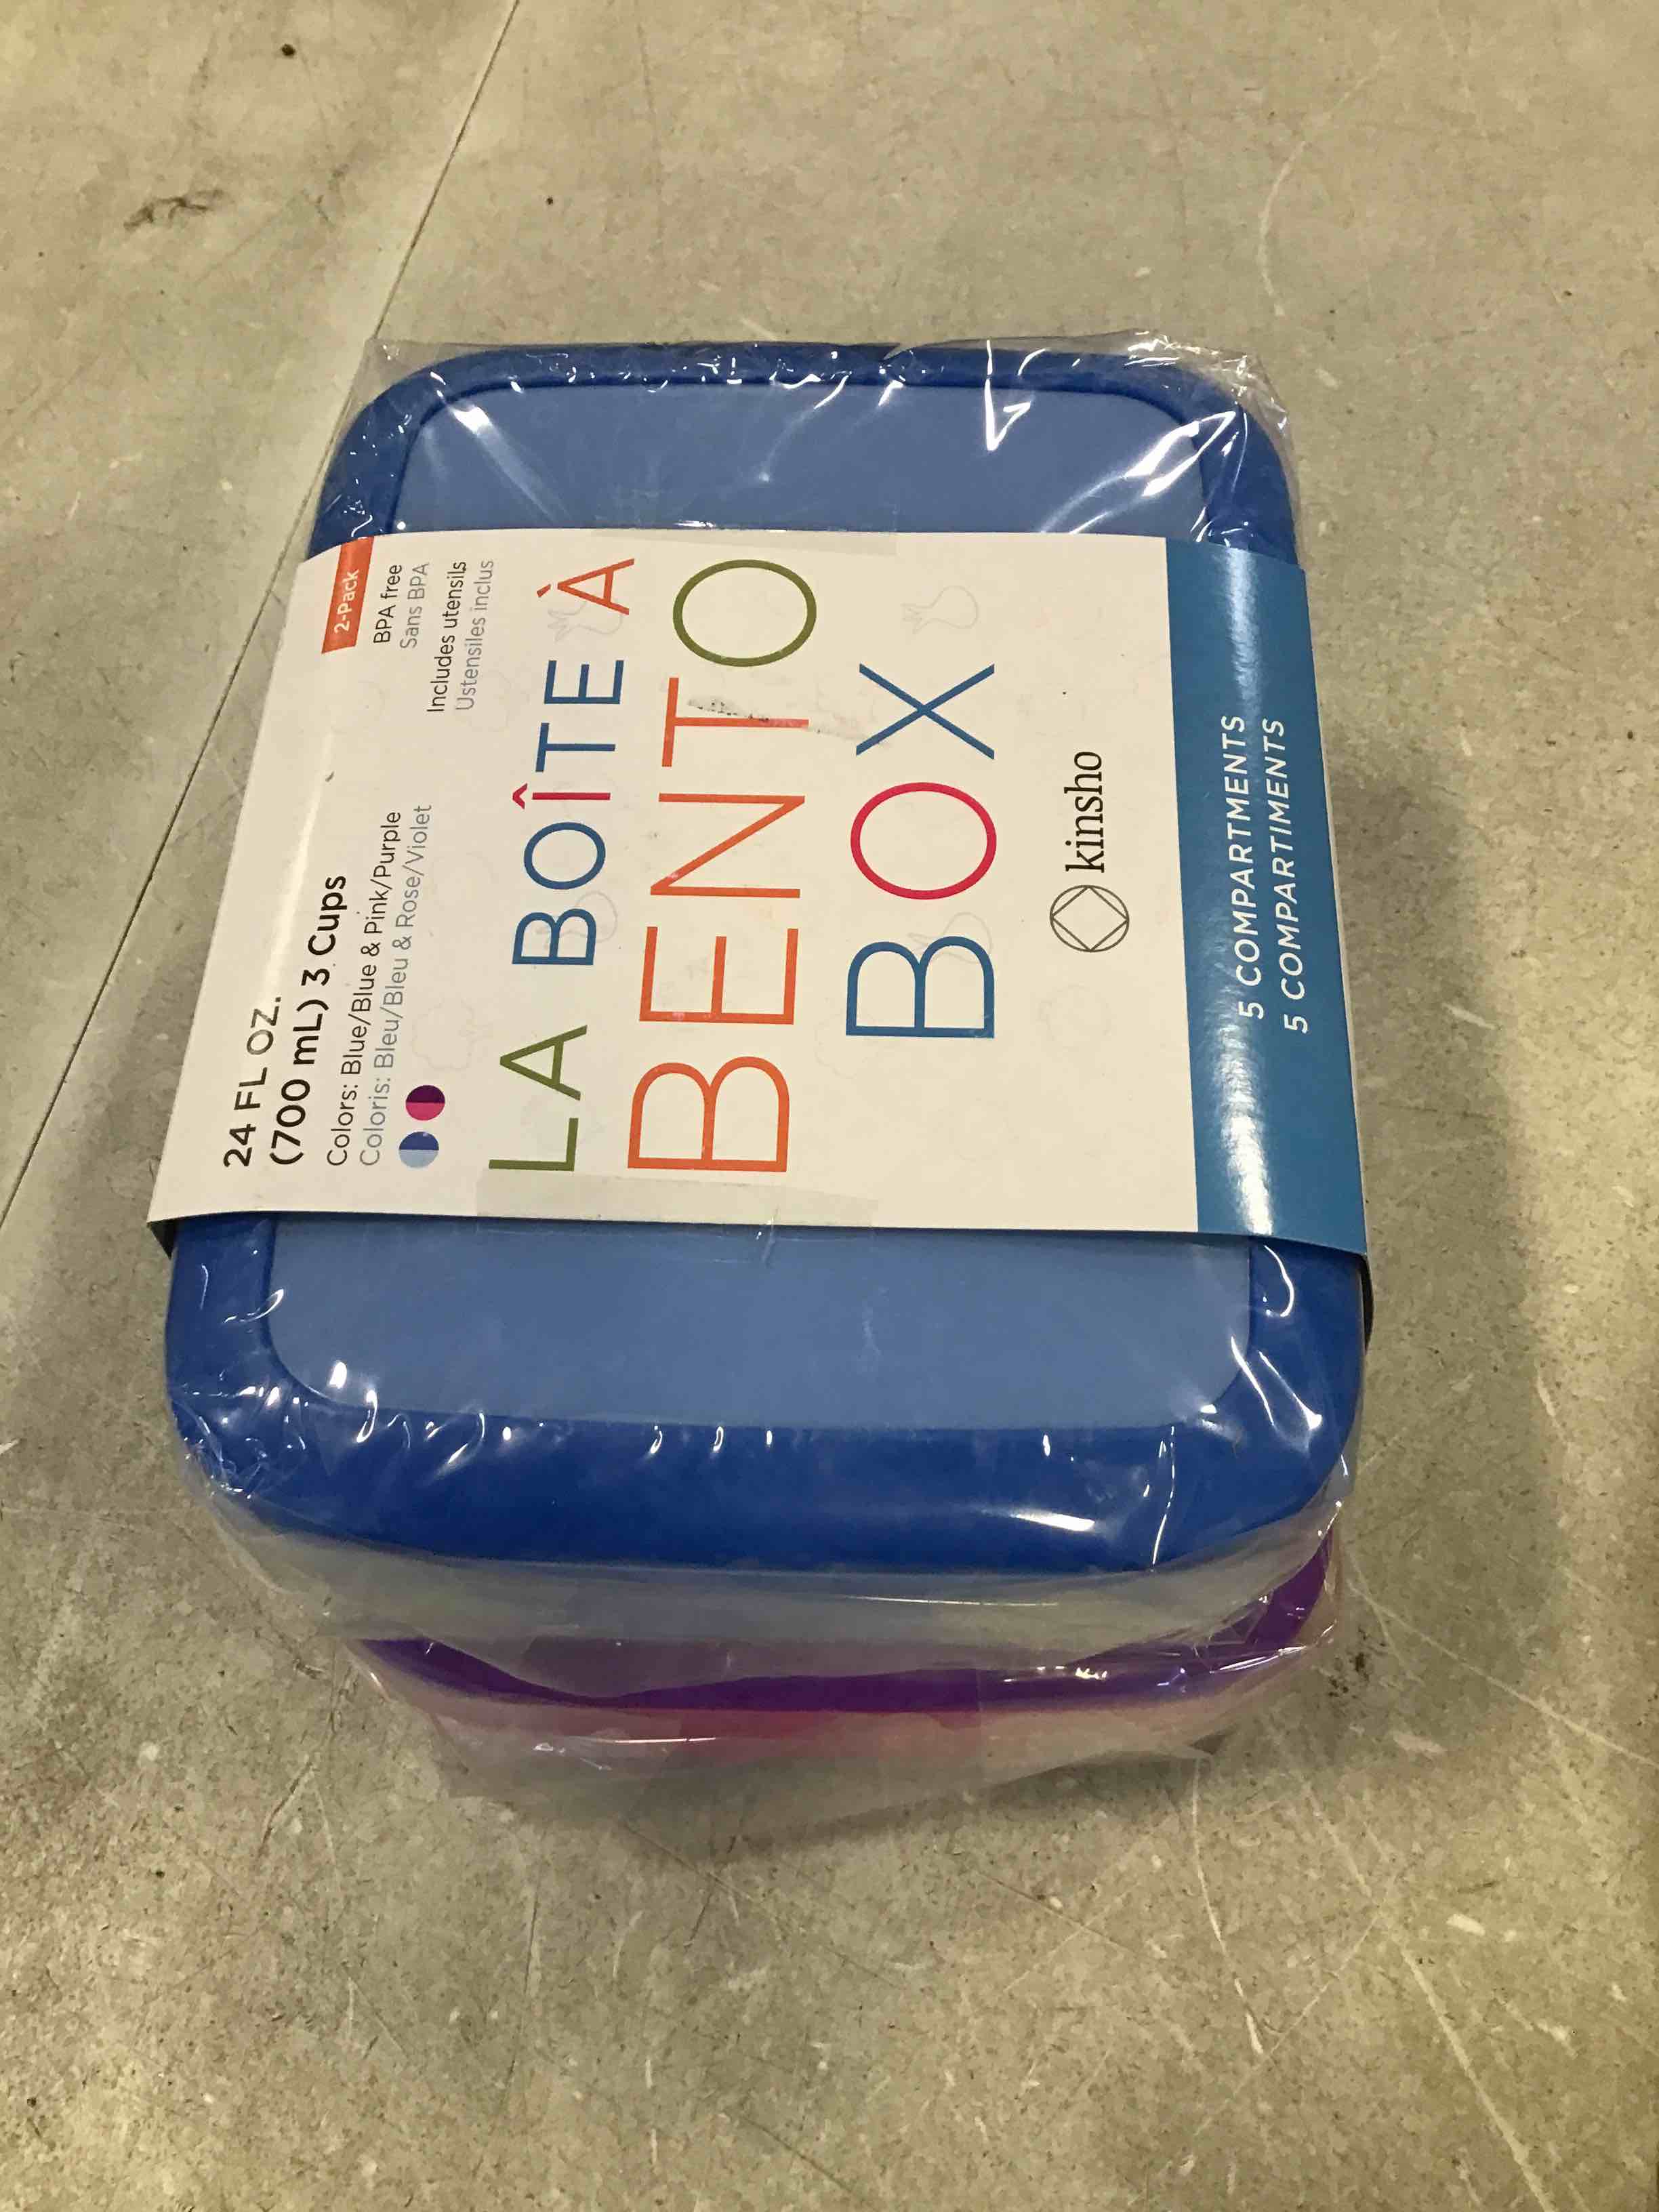 24 FL OZ.
(700 mL) 3 Cups
Colors: Blue/Blue & Pink/Purple
Coloris: Bleu/Bleu & Rose/Violet
2-Pack
BPA free
Sans BPA
Includes utensils
Ustensiles inclus
LA BOÎTE À
BENTO
BOX
kinsho
5 COMPARTMENTS
5 COMPARTIMENTS